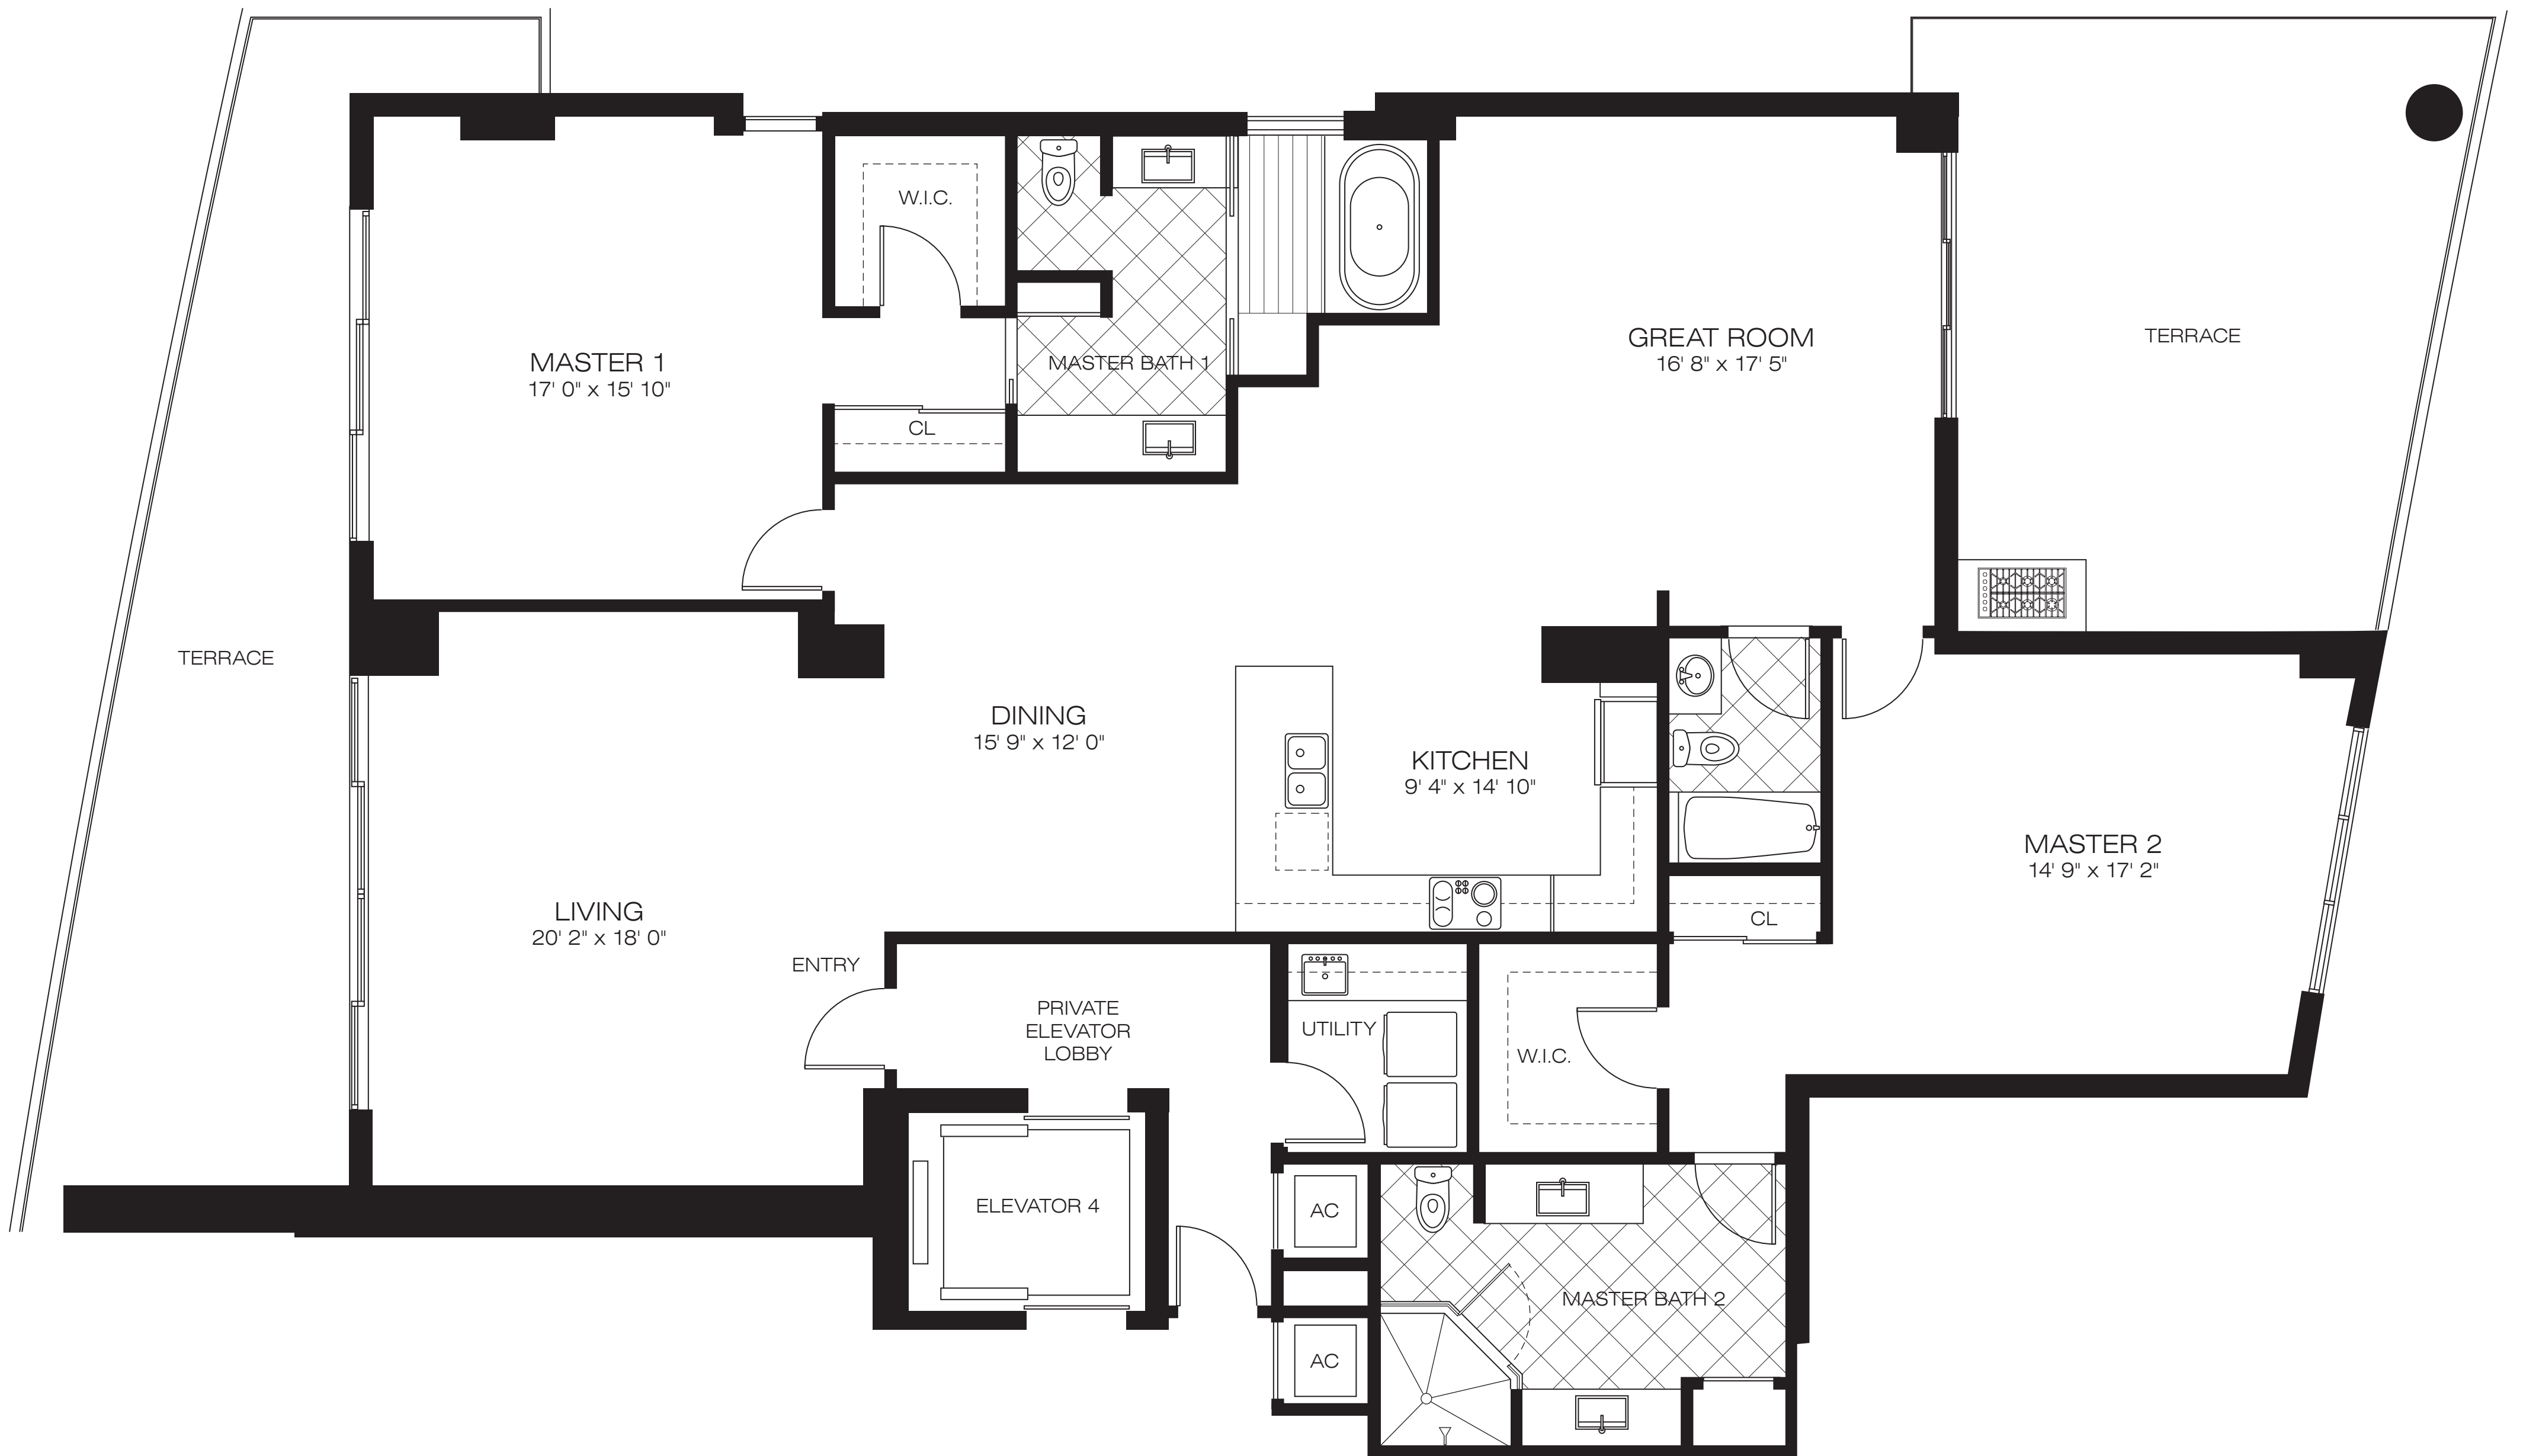 W.I.C.
MASTER 1
17' 0" x 15' 10"
MASTER BATH 1
CL
GREAT ROOM
16' 8" x 17' 5"
TERRACE
TERRACE
DINING
15' 9" x 12' 0"
KITCHEN
9' 4" x 14' 10"
MASTER 2
14' 9" x 17' 2"
LIVING
20' 2" x 18' 0"
CL
ENTRY
PRIVATE
ELEVATOR
LOBBY
UTILITY
W.I.C.
ELEVATOR 4
AC
MASTER BATH 2
AC